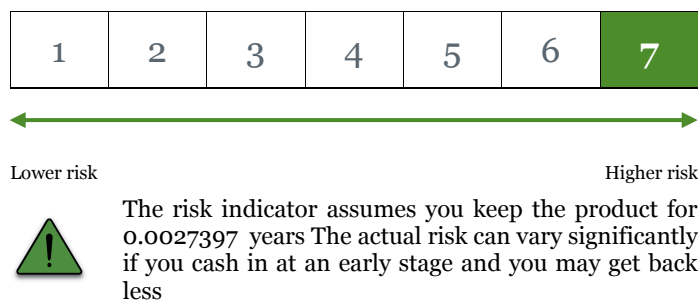 1 2 3 4 5 6 7
Lower risk Higher risk
The risk indicator assumes you keep the product for
0.0027397 years The actual risk can vary significantly
if you cash in at an early stage and you may get back
less